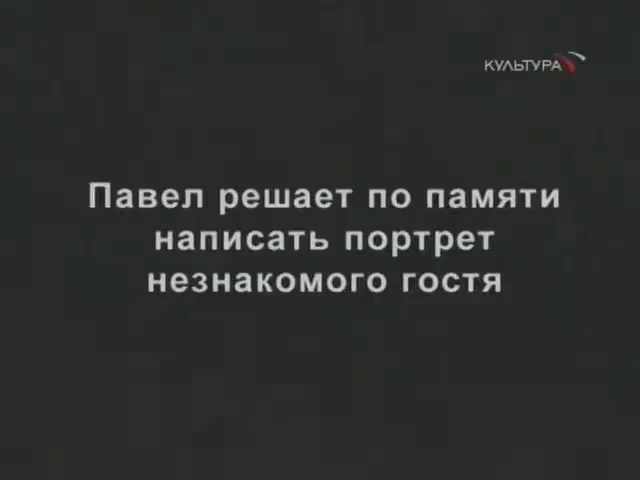 КУЛЬТУРА
Павел решает по памяти
написать портрет
незнакомого гостя